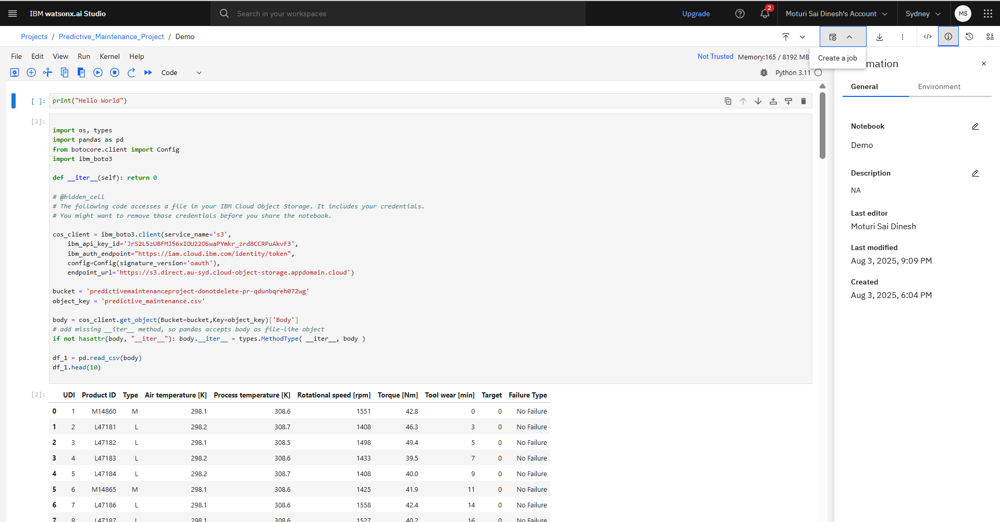 IBM watsonx.ai Studio
Search in your workspaces
Upgrade
2
Moturi Sai Dinesh's Account
Sydney
MS
Projects / Predictive_Maintenance_Project / Demo
File Edit View Run Kernel Help
Not Trusted Memory:165 / 8192 MB
Create a job
mation
Code
Python 3.11
General Environment
[ ]: print("Hello World")
[2]:
import os, types
import pandas as pd
from botocore.client import Config
import ibm_boto3
def __iter__(self): return 0
# @hidden_cell
# The following code accesses a file in your IBM Cloud Object Storage. It includes your credentials.
# You might want to remove those credentials before you share the notebook.
cos_client = ibm_boto3.client(service_name='s3',
ibm_api_key_id='JrS2L5zUBFMJ56xIOU22OSwaPYmkr_zrd8CCRPuAkvF3',
ibm_auth_endpoint="https://iam.cloud.ibm.com/identity/token",
config=Config(signature_version='oauth'),
endpoint_url='https://s3.direct.au-syd.cloud-object-storage.appdomain.cloud')
bucket = 'predictivemaintenanceproject-donotdelete-pr-qdunbqreh072wg'
object_key = 'predictive_maintenance.csv'
body = cos_client.get_object(Bucket=bucket,Key=object_key)['Body']
# add missing __iter__ method, so pandas accepts body as file-like object
if not hasattr(body, "__iter__"): body.__iter__ = types.MethodType( __iter__, body )
df_1 = pd.read_csv(body)
df_1.head(10)
[2]:
UDI Product ID Type Air temperature [K] Process temperature [K] Rotational speed [rpm] Torque [Nm] Tool wear [min] Target Failure Type
0 1 M14860 M 298.1 308.6 1551 42.8 0 0 No Failure
1 2 L47181 L 298.2 308.7 1408 46.3 3 0 No Failure
2 3 L47182 L 298.1 308.5 1498 49.4 5 0 No Failure
3 4 L47183 L 298.2 308.6 1433 39.5 7 0 No Failure
4 5 L47184 L 298.2 308.7 1408 40.0 9 0 No Failure
5 6 M14865 M 298.1 308.6 1425 41.9 11 0 No Failure
6 7 L47186 L 298.1 308.6 1558 42.4 14 0 No Failure
7 8 L47187 L 298.1 308.6 1527 40.2 16 0 No Failure
Notebook
Demo
Description
NA
Last editor
Moturi Sai Dinesh
Last modified
Aug 3, 2025, 9:09 PM
Created
Aug 3, 2025, 6:04 PM